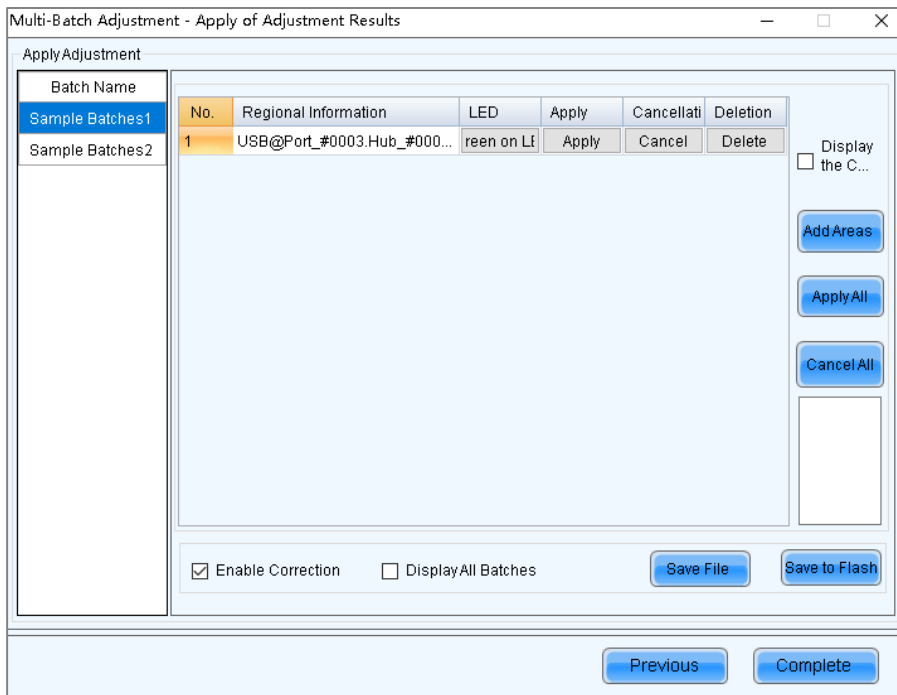 Multi-Batch Adjustment - Apply of Adjustment Results
Apply Adjustment
Batch Name
Sample Batches1
Sample Batches2
No. Regional Information LED Apply Cancellati Deletion
1 USB@Port_#0003.Hub_#000... reen on LE Apply Cancel Delete
Display
the C...
Add Areas
Apply All
Cancel All
Enable Correction Display All Batches Save File Save to Flash
Previous Complete